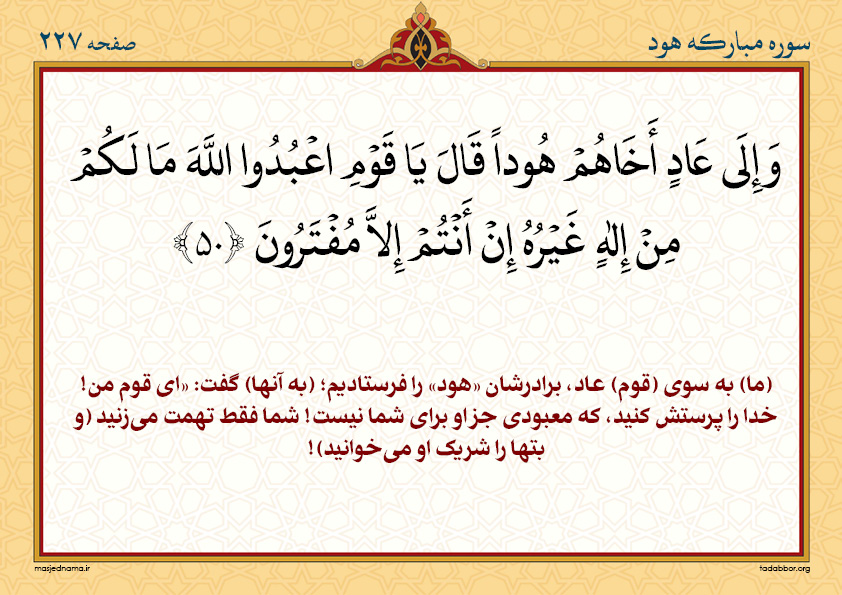 سوره مبارکه هود
صفحه ۲۲۷
وَإِلَى عَادٍ أَخَاهُمْ هُوداً قَالَ يَا قَوْمِ اعْبُدُوا اللَّهَ مَا لَكُمْ
مِنْ إِلٰهٍ غَيْرُهُ إِنْ أَنْتُمْ إِلاَّ مُفْتَرُونَ ﴿۵۰﴾
(ما) به سوی (قوم) عاد، برادرشان «هود» را فرستادیم؛ (به آنها) گفت: «ای قوم من!
خدا را پرستش کنید، که معبودی جز او برای شما نیست! شما فقط تهمت می‌زنید (و
بتها را شریک او می‌خوانید)!
masjednama.ir
tadabbor.org